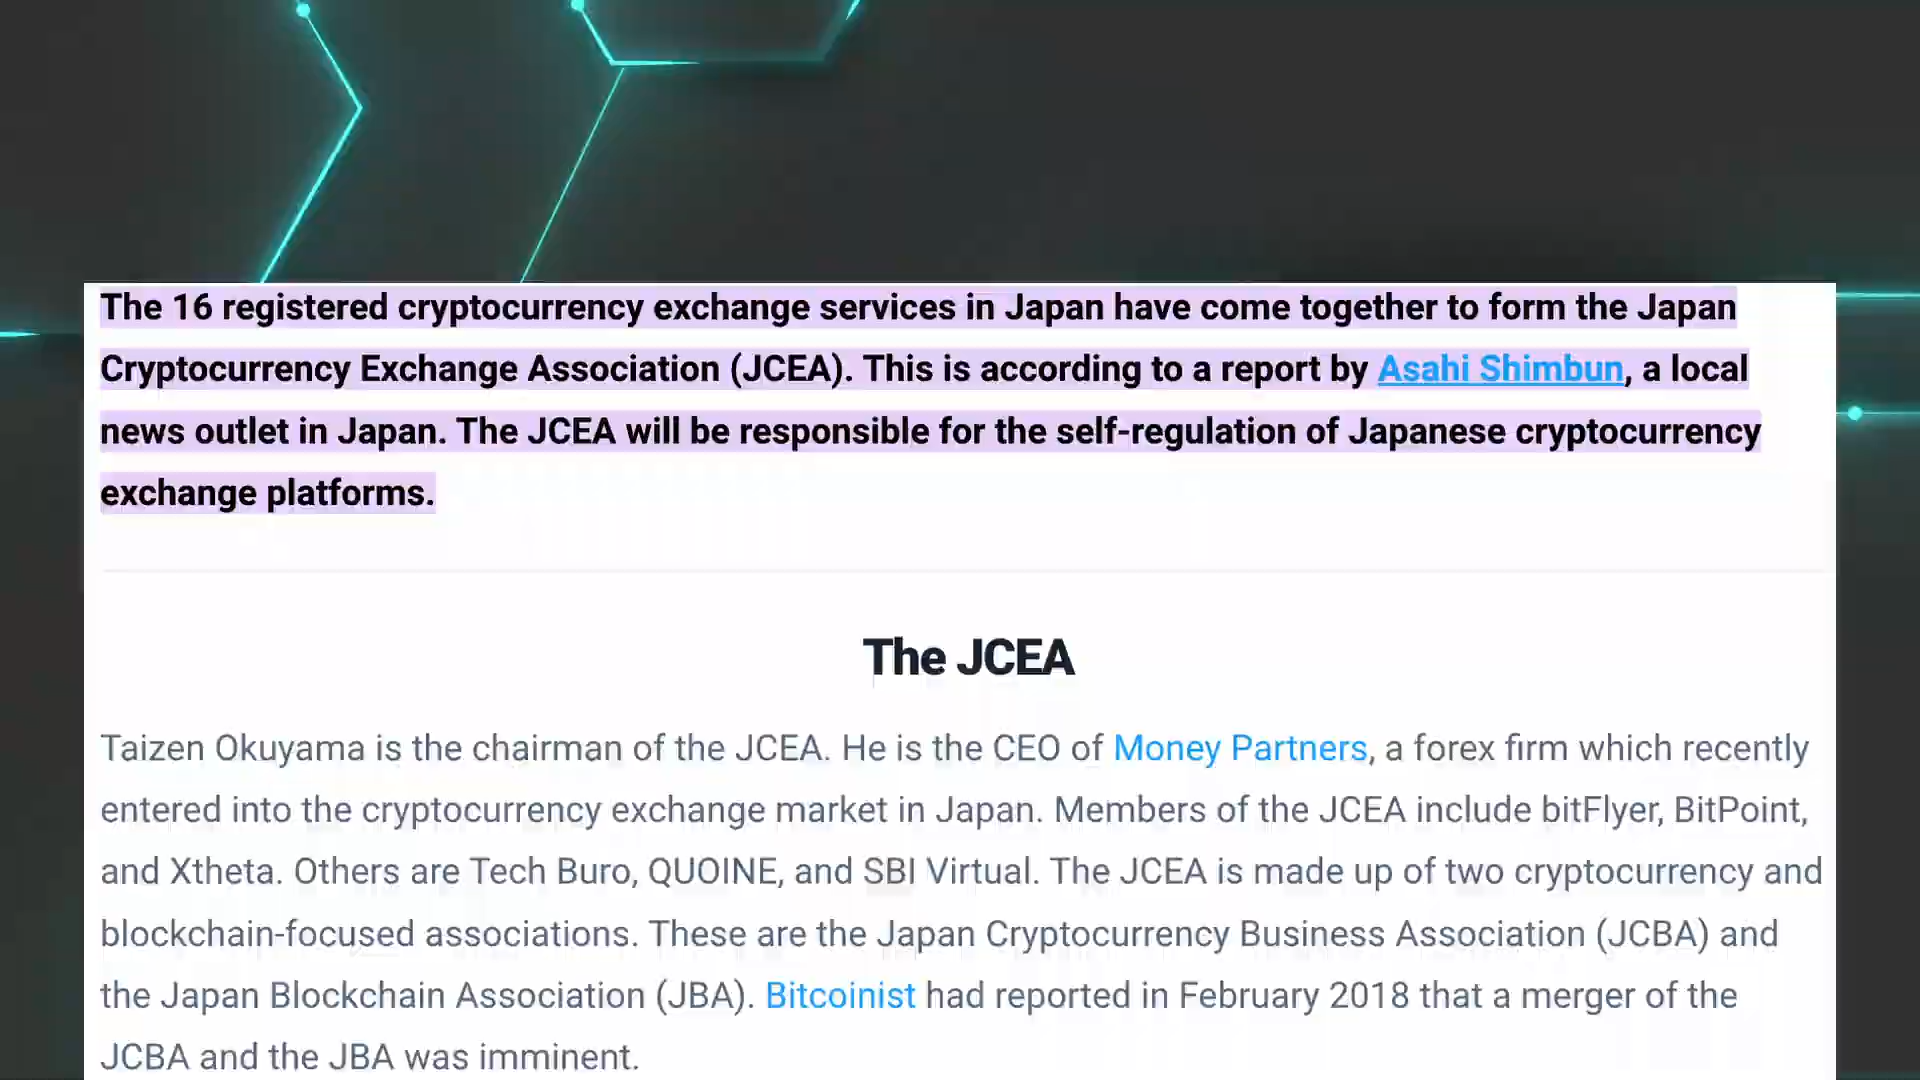 The 16 registered cryptocurrency exchange services in Japan have come together to form the Japan
Cryptocurrency Exchange Association (JCEA). This is according to a report by Asahi Shimbun, a local
news outlet in Japan. The JCEA will be responsible for the self-regulation of Japanese cryptocurrency
exchange platforms.
The JCEA
Taizen Okuyama is the chairman of the JCEA. He is the CEO of Money Partners, a forex firm which recently
entered into the cryptocurrency exchange market in Japan. Members of the JCEA include bitFlyer, BitPoint,
and Xtheta. Others are Tech Buro, QUOINE, and SBI Virtual. The JCEA is made up of two cryptocurrency and
blockchain-focused associations. These are the Japan Cryptocurrency Business Association (JCBA) and
the Japan Blockchain Association (JBA). Bitcoinist had reported in February 2018 that a merger of the
JCBA and the JBA was imminent.